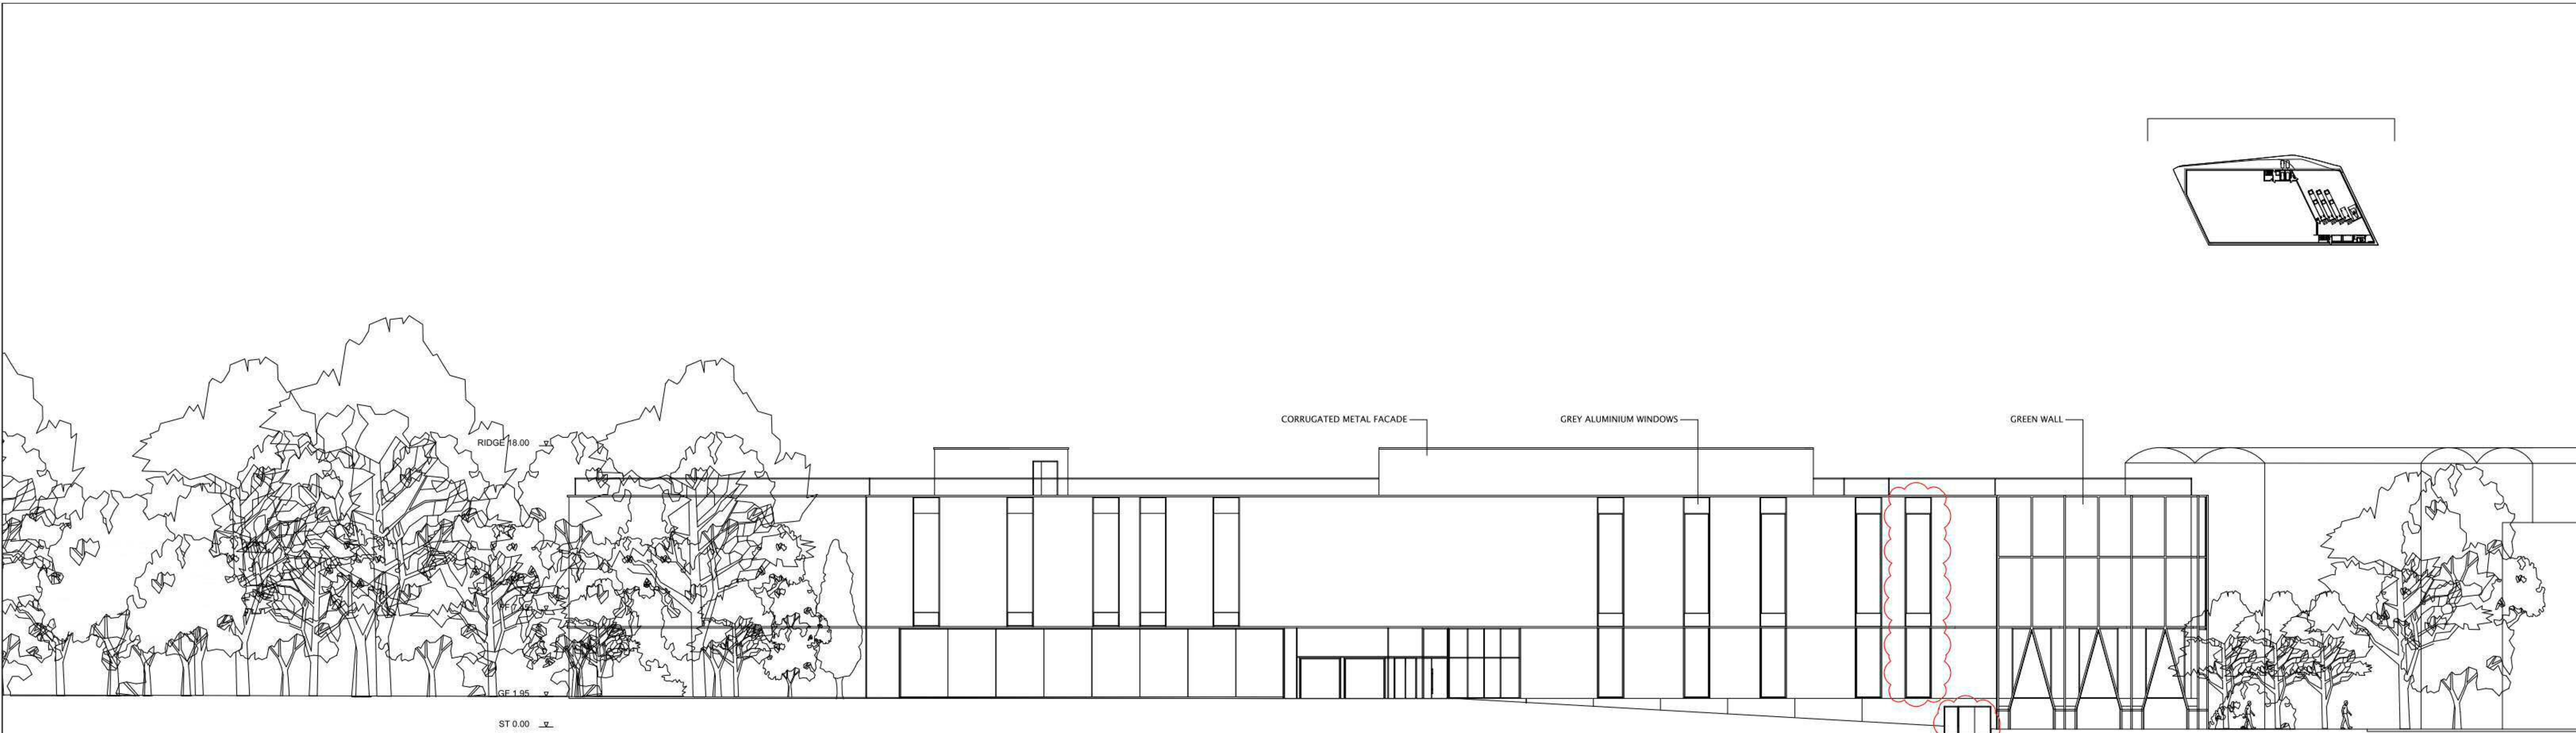 CORRUGATED METAL FACADE
GREY ALUMINIUM WINDOWS
GREEN WALL
RIDGE 18.00
GF 1.95
ST 0.00